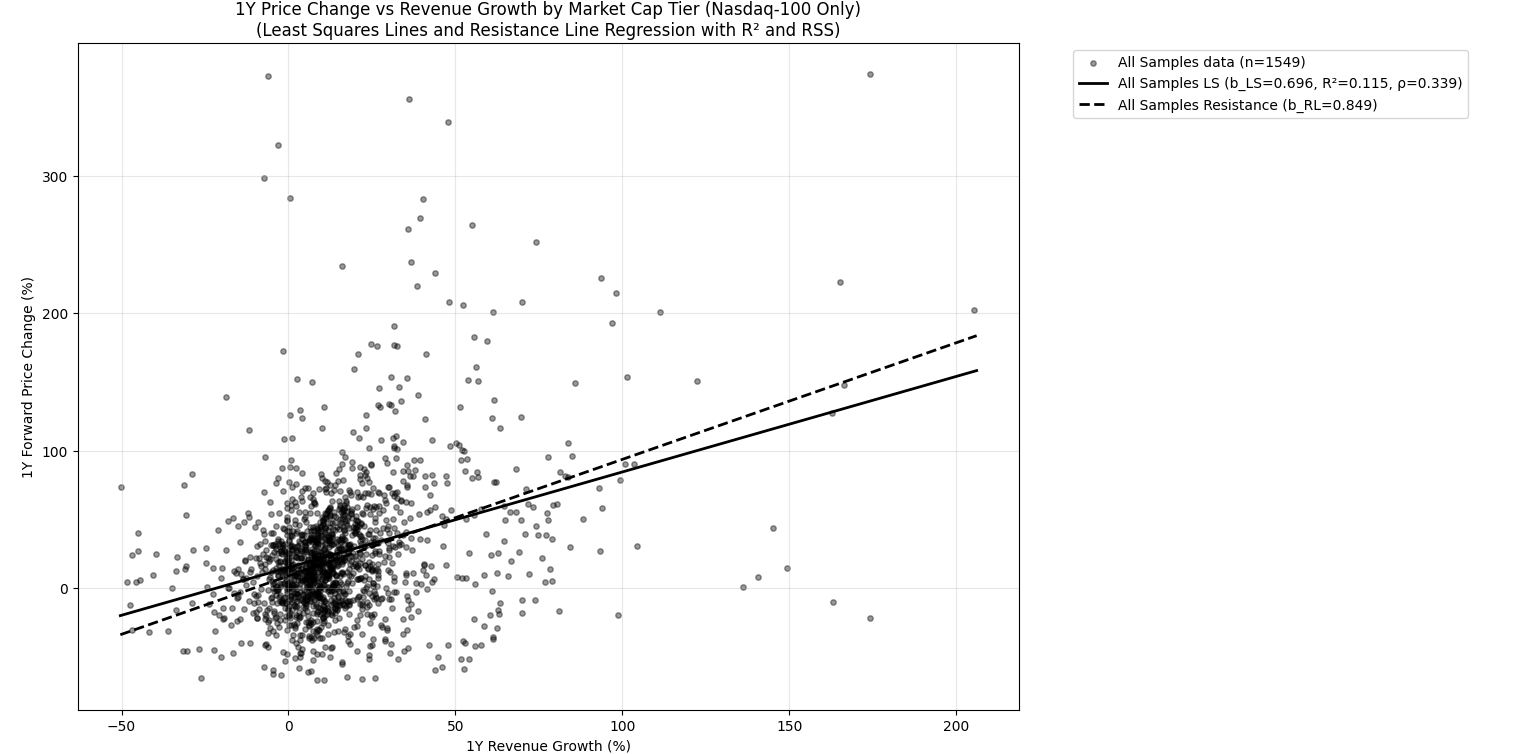 1Y Price Change vs Revenue Growth by Market Cap Tier (Nasdaq-100 Only)
(Least Squares Lines and Resistance Line Regression with R² and RSS)
All Samples data (n=1549)
All Samples LS (b_LS=0.696, R²=0.115, ρ=0.339)
All Samples Resistance (b_RL=0.849)
1Y Forward Price Change (%)
300
200
100
0
−50
0
50
100
150
200
1Y Revenue Growth (%)